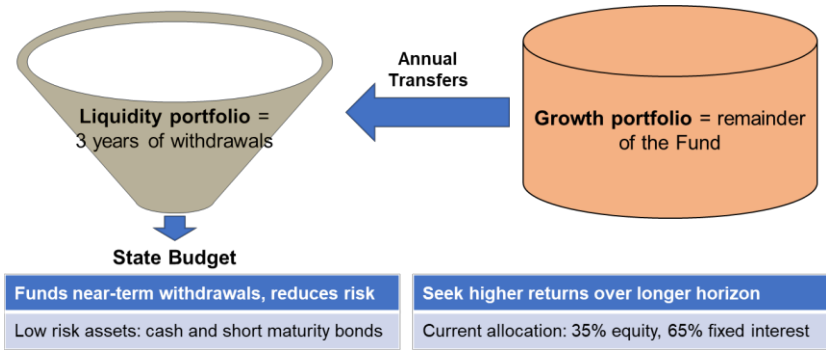 Annual
Transfers
Liquidity portfolio =
3 years of withdrawals
Growth portfolio = remainder
of the Fund
State Budget
Funds near-term withdrawals, reduces risk
Low risk assets: cash and short maturity bonds
Seek higher returns over longer horizon
Current allocation: 35% equity, 65% fixed interest